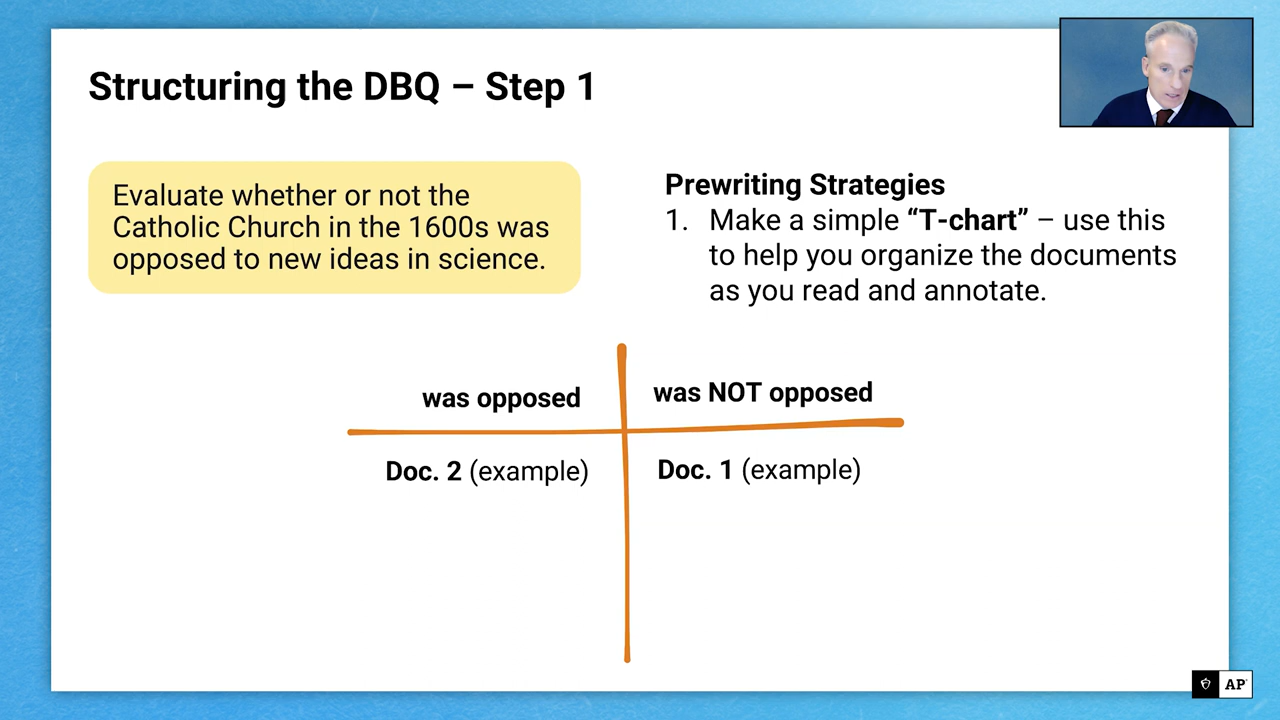 Structuring the DBQ – Step 1
Evaluate whether or not the
Catholic Church in the 1600s was
opposed to new ideas in science.
Prewriting Strategies
1. Make a simple “T-chart” – use this
to help you organize the documents
as you read and annotate.
was opposed
was NOT opposed
Doc. 2 (example)
Doc. 1 (example)
AP